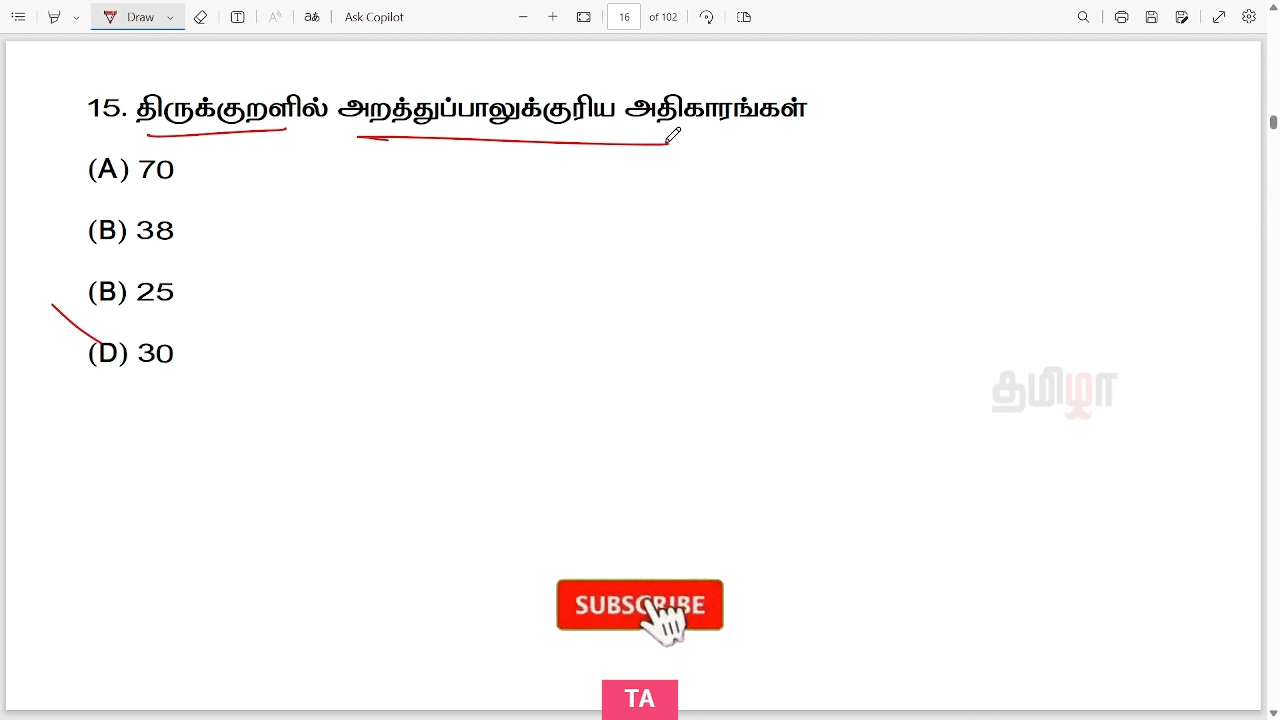 Draw
Ask Copilot
16 of 102
15. திருக்குறளில் அறத்துப்பாலுக்குரிய அதிகாரங்கள்
(A) 70
(B) 38
(B) 25
(D) 30
தமிழா
SUBSCRIBE
TA